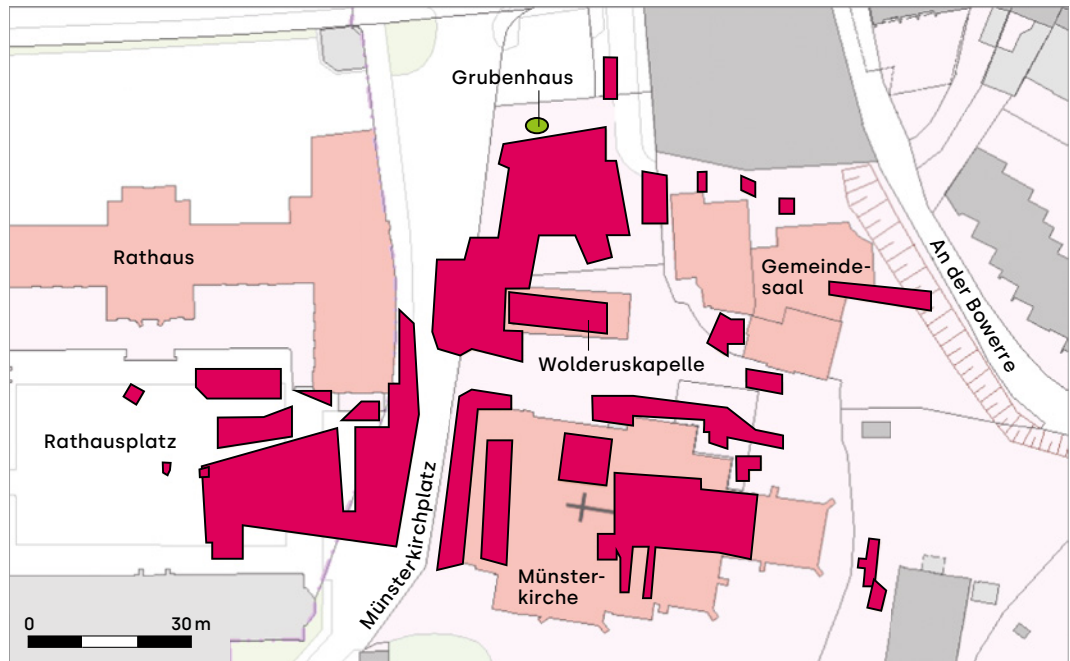 Grubenhaus
Rathaus
Gemeinde-
saal
An der Bowerre
Wolderuskapelle
Rathausplatz
Münsterkirchplatz
Münster-
kirche
0 30 m